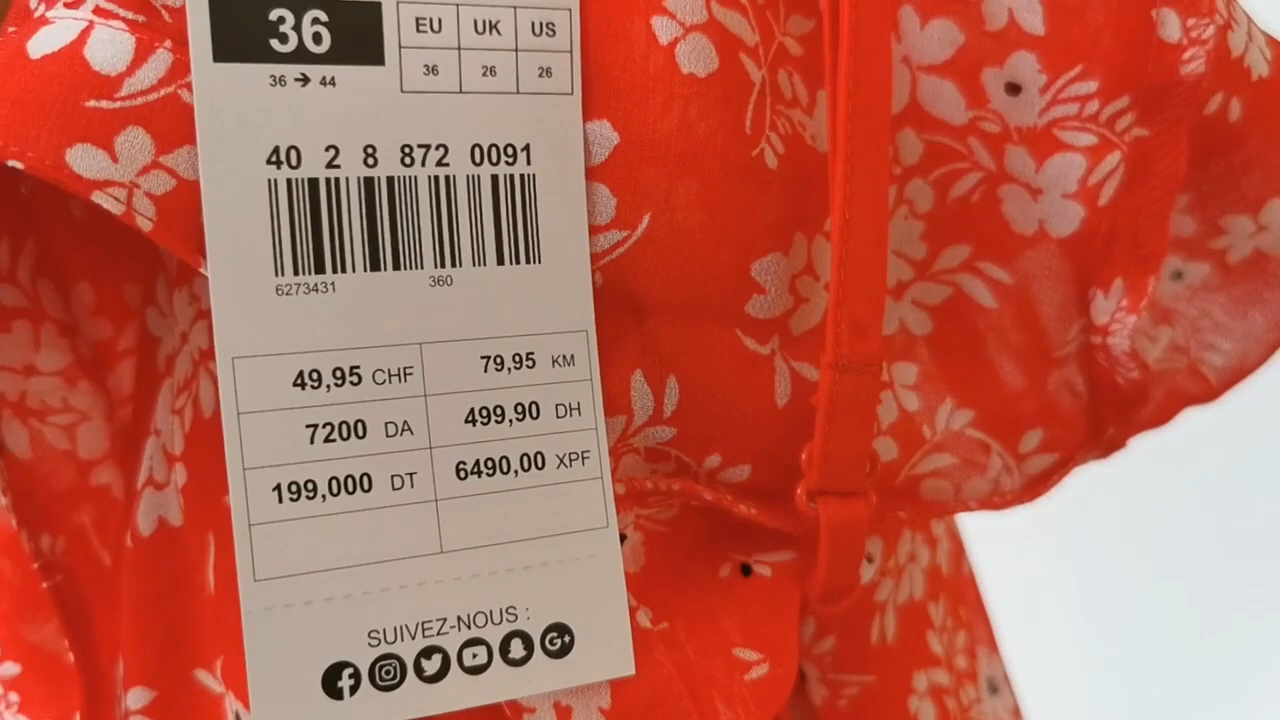 36
36 → 44
EU UK US
36 26 26
40 2 8 872 0091
6273431 360
49,95 CHF 79,95 KM
7200 DA 499,90 DH
199,000 DT 6490,00 XPF
SUIVEZ-NOUS :
G+